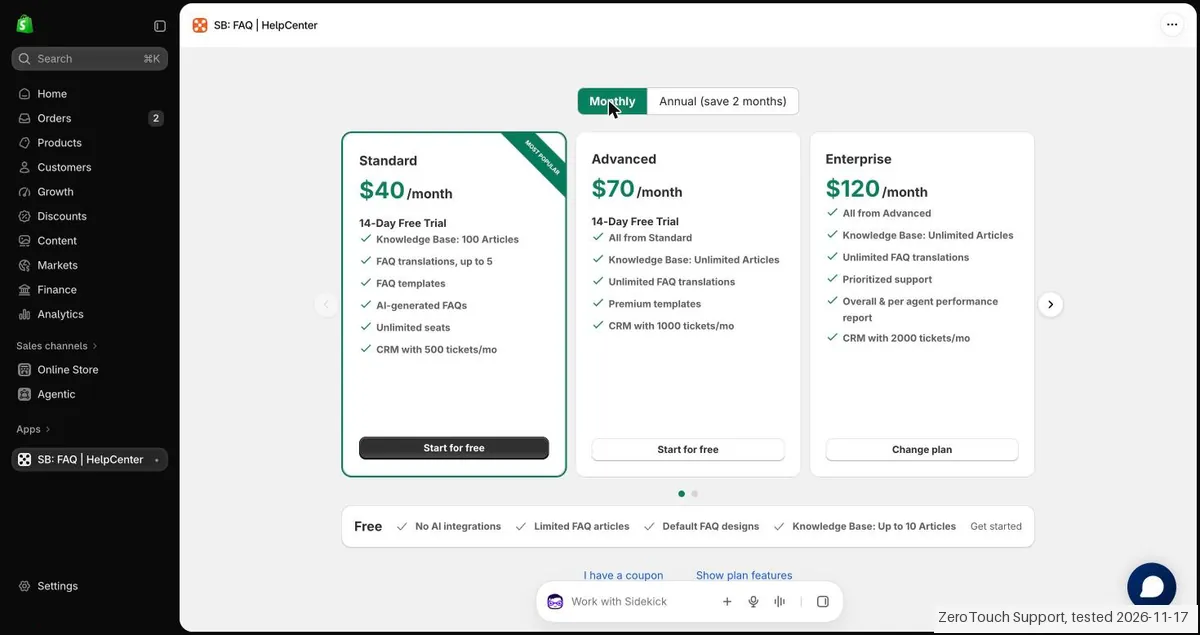 SB: FAQ | HelpCenter
Search ⌘K
Home
Orders 2
Products
Customers
Growth
Discounts
Content
Markets
Finance
Analytics
Sales channels
Online Store
Agentic
Apps
SB: FAQ | HelpCenter
Settings
Monthly
Annual (save 2 months)
MOST POPULAR
Standard
$40/month
14-Day Free Trial
Knowledge Base: 100 Articles
FAQ translations, up to 5
FAQ templates
AI-generated FAQs
Unlimited seats
CRM with 500 tickets/mo
Start for free
Advanced
$70/month
14-Day Free Trial
All from Standard
Knowledge Base: Unlimited Articles
Unlimited FAQ translations
Premium templates
CRM with 1000 tickets/mo
Start for free
Enterprise
$120/month
All from Advanced
Knowledge Base: Unlimited Articles
Unlimited FAQ translations
Prioritized support
Overall & per agent performance
report
CRM with 2000 tickets/mo
Change plan
Free No AI integrations Limited FAQ articles Default FAQ designs Knowledge Base: Up to 10 Articles Get started
I have a coupon Show plan features
Work with Sidekick
ZeroTouch Support, tested 2026-11-17